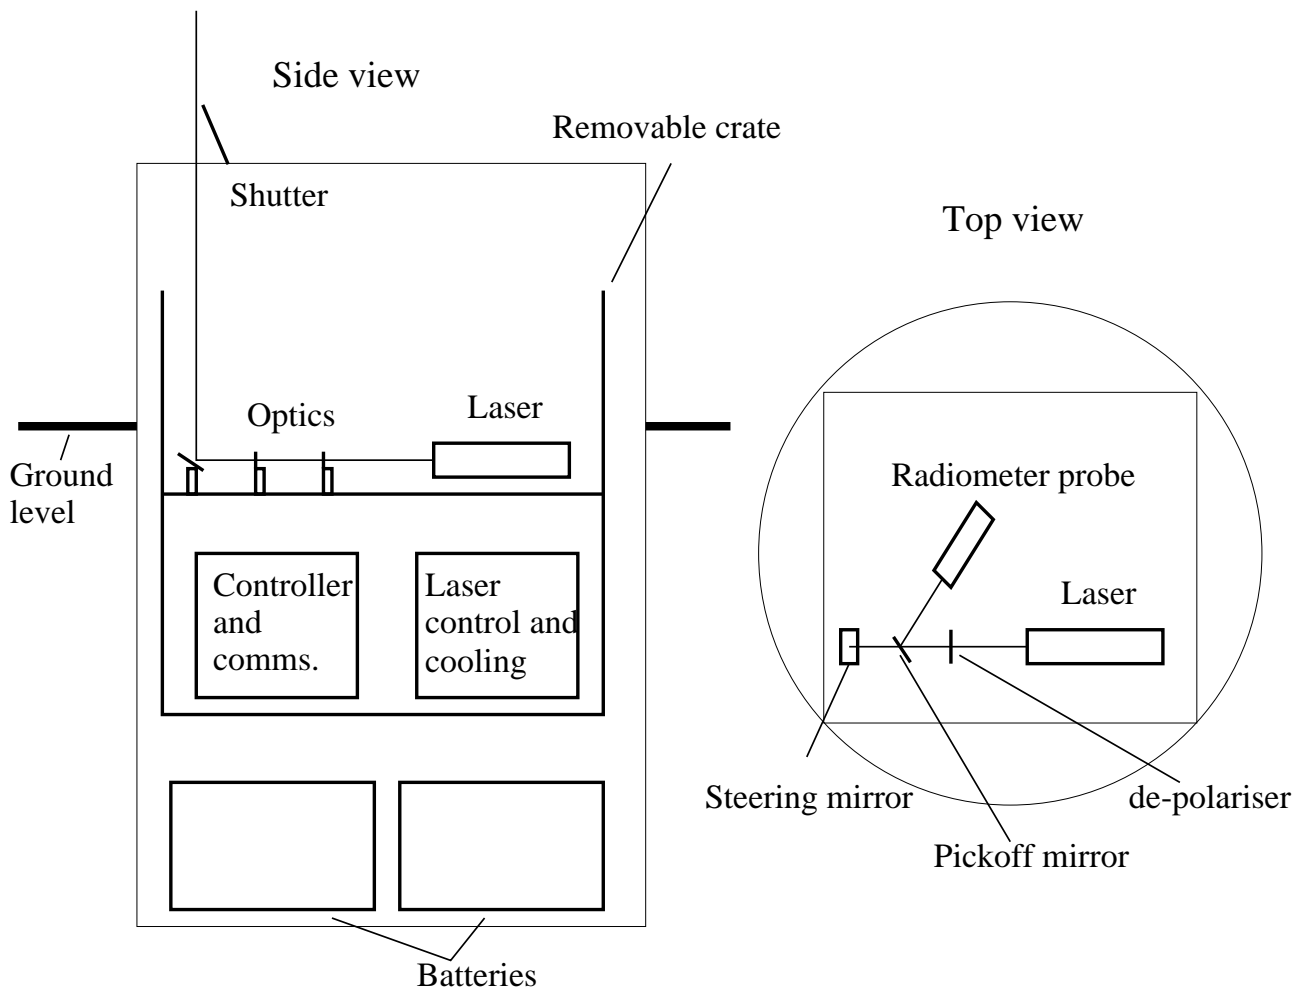 Side view
Removable crate
Shutter
Top view
Optics
Laser
Ground
level
Radiometer probe
Controller
and
comms.
Laser
control and
cooling
Laser
Steering mirror
de-polariser
Pickoff mirror
Batteries